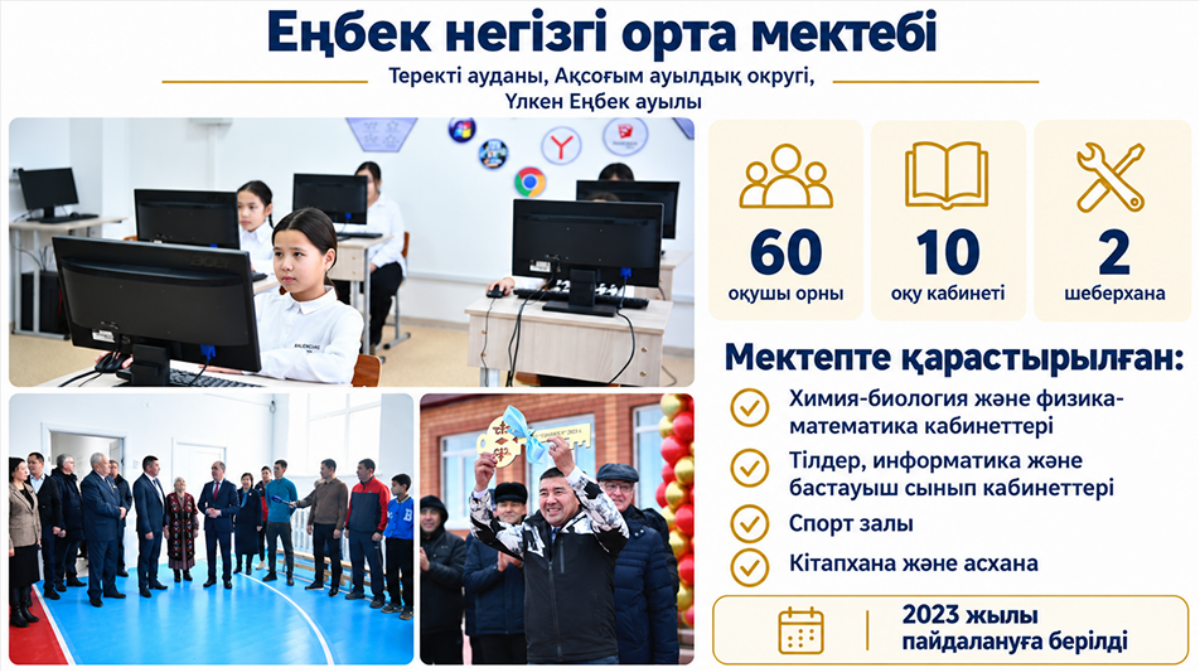 Еңбек негізгі орта мектебі
Теректі ауданы, Ақсоғым ауылдық округі,
Үлкен Еңбек ауылы
60
оқушы орны
10
оқу кабинеті
2
шеберхана
Мектепте қарастырылған:
Химия-биология және физика-
математика кабинеттері
Тілдер, информатика және
бастауыш сынып кабинеттері
Спорт залы
Кітапхана және асхана
2023 жылы
пайдалануға берілді